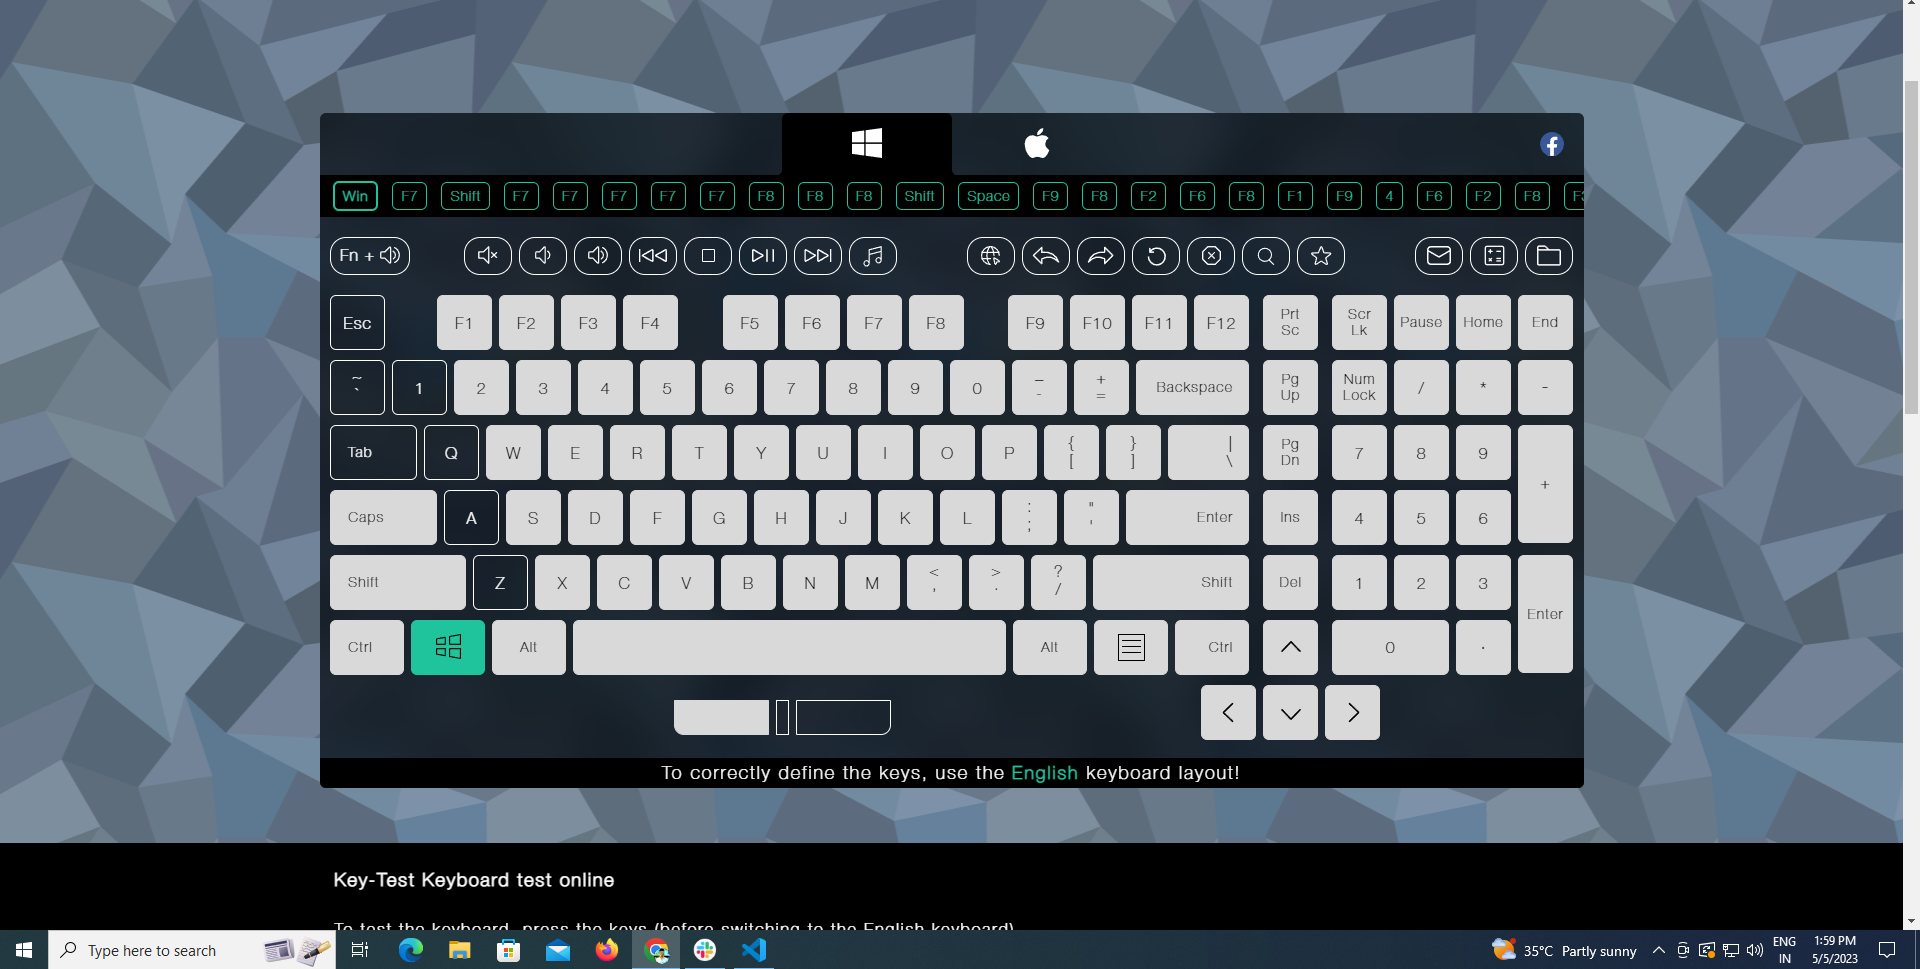 Win F7 Shift F7 F7 F7 F7 F7 F8 F8 F8 Shift Space F9 F8 F2 F6 F8 F1 F9 4 F6 F2 F8
Fn +
Esc F1 F2 F3 F4 F5 F6 F7 F8 F9 F10 F11 F12 Prt Sc Scr Lk Pause Home End
~ ` 1 2 3 4 5 6 7 8 9 0 _ - + = Backspace Pg Up Num Lock / * -
Tab Q W E R T Y U I O P { [ } ] | \ Pg Dn 7 8 9 +
Caps A S D F G H J K L : ; " ' Enter Ins 4 5 6
Shift Z X C V B N M < , > . ? / Shift Del 1 2 3 Enter
Ctrl Alt Alt Ctrl 0 .
To correctly define the keys, use the English keyboard layout!
Key-Test Keyboard test online
To test the keyboard, press the keys (before switching to the English keyboard)
Type here to search
35°C Partly sunny
ENG
IN
1:59 PM
5/5/2023